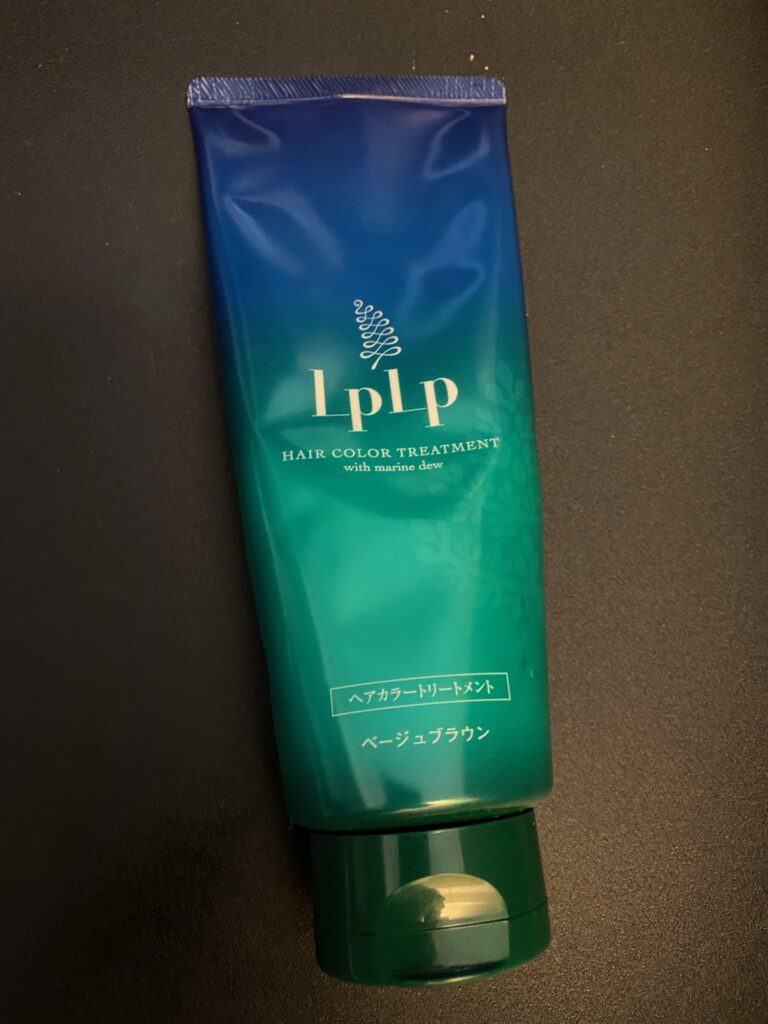 LpLp
HAIR COLOR TREATMENT
with marine dew
ヘアカラートリートメント
ベージュブラウン